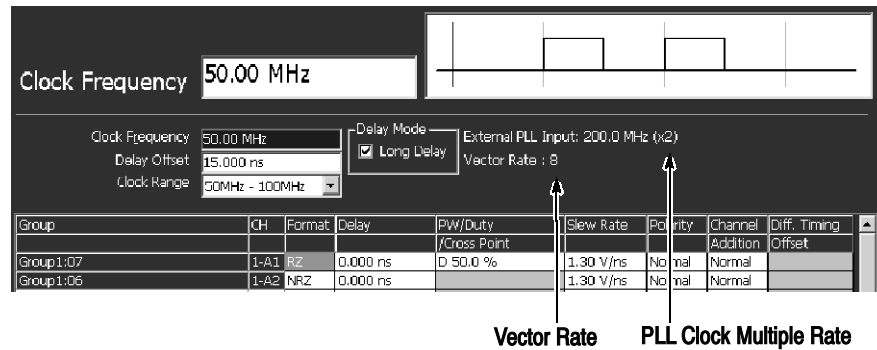 Clock Frequency 50.00 MHz
Clock Frequency 50.00 MHz
Delay Offset 15.000 ns
Clock Range 50MHz - 100MHz
Delay Mode
Long Delay
External PLL Input: 200.0 MHz (x2)
Vector Rate : 8
Group CH Format Delay PW/Duty Slew Rate Polarity Channel Diff. Timing
/Cross Point Addition Offset
Group1:07 1-A1 RZ 0.000 ns D 50.0 % 1.30 V/ns Normal Normal
Group1:06 1-A2 NRZ 0.000 ns 1.30 V/ns Normal Normal
Vector Rate PLL Clock Multiple Rate